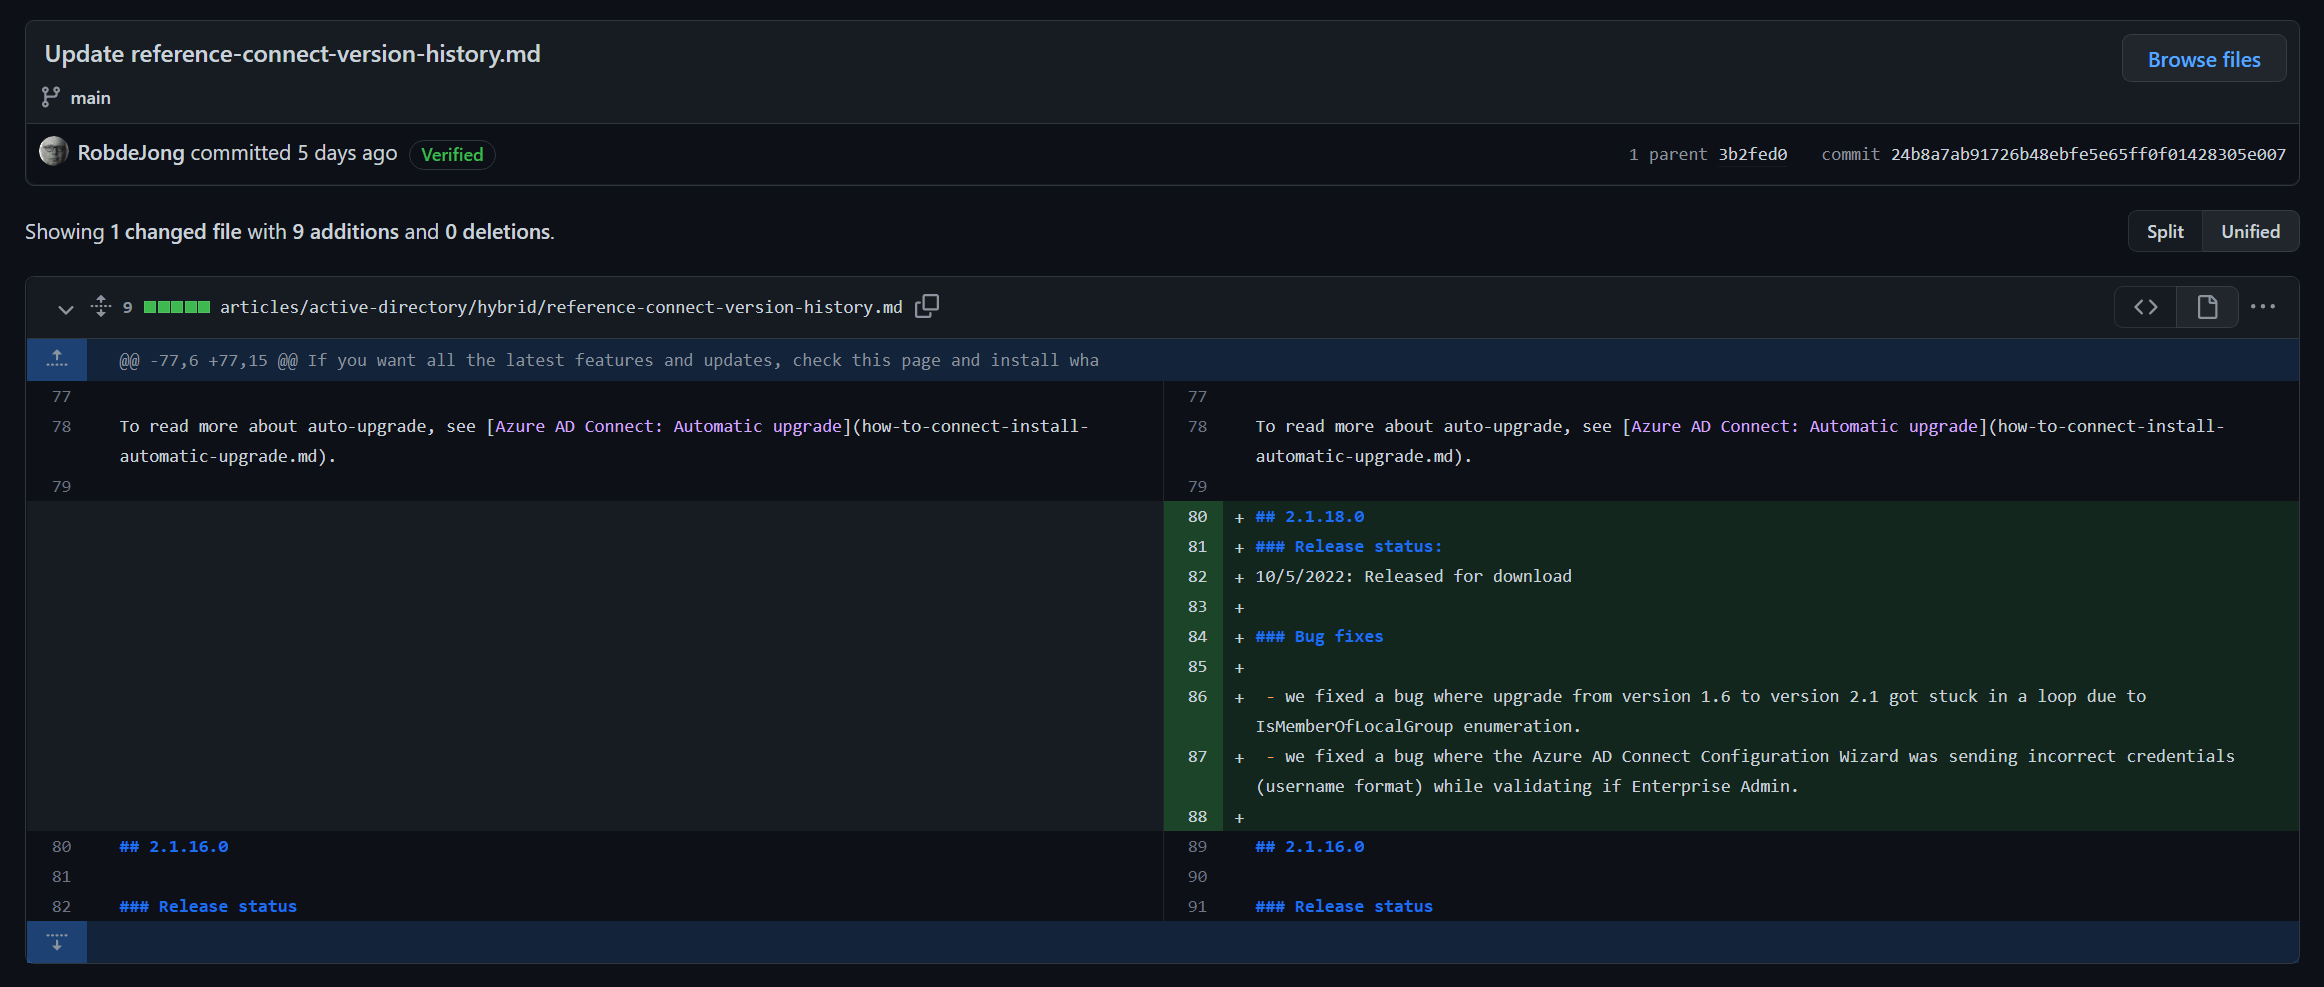 Update reference-connect-version-history.md
Browse files
main
RobdeJong committed 5 days ago Verified
1 parent 3b2fed0 commit 24b8a7ab91726b48ebfe5e65ff0f01428305e007
Showing 1 changed file with 9 additions and 0 deletions.
Split Unified
9 articles/active-directory/hybrid/reference-connect-version-history.md
@@ -77,6 +77,15 @@ If you want all the latest features and updates, check this page and install wha
77
78 To read more about auto-upgrade, see [Azure AD Connect: Automatic upgrade](how-to-connect-install-
automatic-upgrade.md).
79
77
78 To read more about auto-upgrade, see [Azure AD Connect: Automatic upgrade](how-to-connect-install-
automatic-upgrade.md).
79
80 + ## 2.1.18.0
81 + ### Release status:
82 + 10/5/2022: Released for download
83 +
84 + ### Bug fixes
85 +
86 + - we fixed a bug where upgrade from version 1.6 to version 2.1 got stuck in a loop due to
IsMemberOfLocalGroup enumeration.
87 + - we fixed a bug where the Azure AD Connect Configuration Wizard was sending incorrect credentials
(username format) while validating if Enterprise Admin.
88 +
80 ## 2.1.16.0
81
82 ### Release status
89 ## 2.1.16.0
90
91 ### Release status